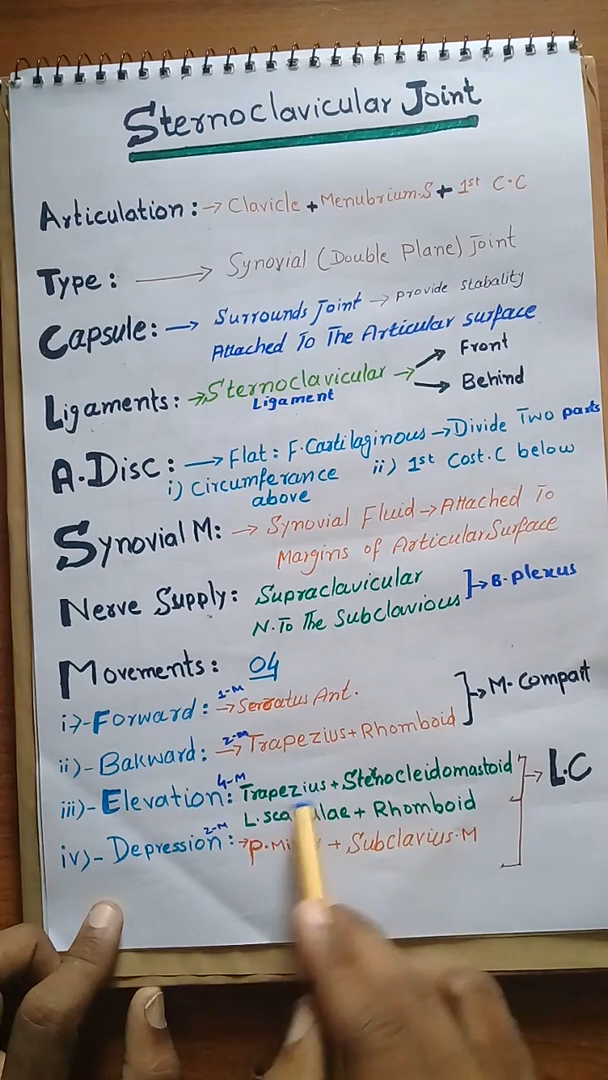 Sternoclavicular Joint
Articulation:→ Clavicle + Menubrium.S + 1st C.C
Type: → Synovial (Double Plane) Joint
Capsule:→ Surrounds Joint → provide stabality
Attached To The Articular surface
Ligaments:→ Sternoclavicular → Front
Ligament Behind
A.Disc:→ Flat: F.Cartilaginous → Divide Two parts
i) Circumferance above ii) 1st Cost.C below
Synovial M:→ Synovial Fluid → Attached To
Margins of Articular Surface
Nerve Supply: Supraclavicular
N.To The Subclavious ]→ B.plexus
Movements: 04
i)-Forward: 1-M → Serratus Ant.
ii)-Bakward: 2-M → Trapezius + Rhomboid ]→ M.Compart
iii)-Elevation: 4-M Trapezius + Stenocleidomastoid
L. + Rhomboid ]→ L.C
iv)-Depression: 2-M → P. + Subclavius.M